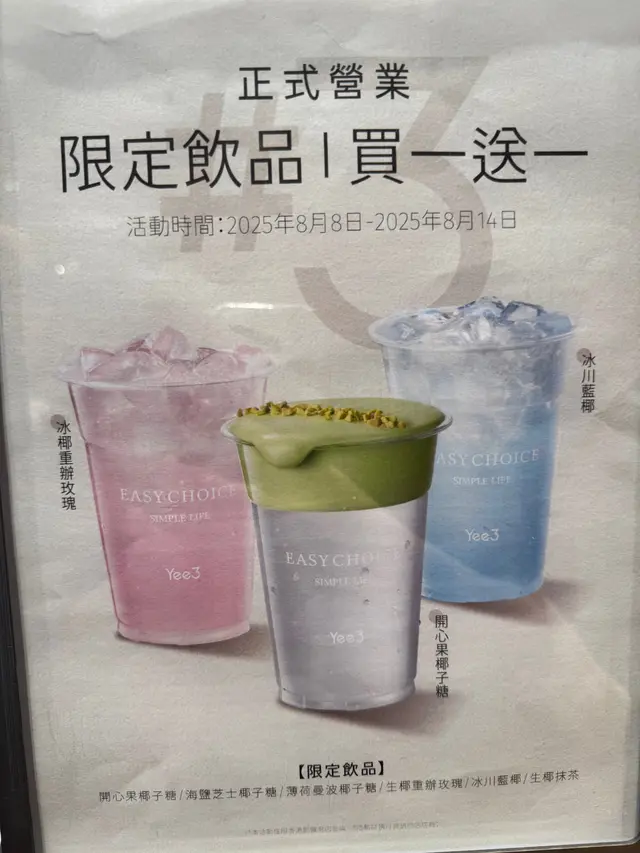 #3
正式營業
限定飲品 | 買一送一
活動時間：2025年8月8日-2025年8月14日
冰川藍椰
冰椰重辦玫瑰
EASY CHOICE
SIMPLE LIFE
Yee3
EASY CHOICE
SIMPLE LIFE
Yee3
EASY CHOICE
SIMPLE LIFE
Yee3
開心果椰子糖
【限定飲品】
開心果椰子糖/海鹽芝士椰子糖/薄荷曼波椰子糖/生椰重辦玫瑰/冰川藍椰/生椰抹茶